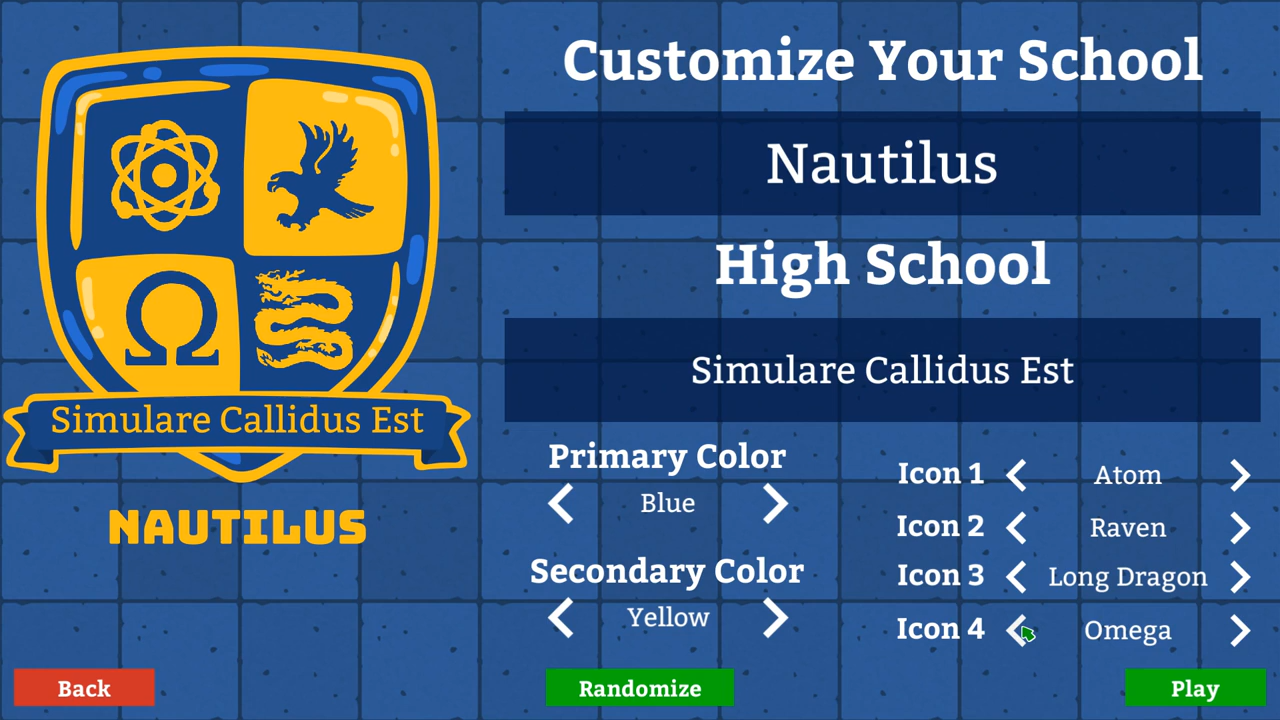 Simulare Callidus Est
NAUTILUS
Customize Your School
Nautilus
High School
Simulare Callidus Est
Primary Color
Blue
Secondary Color
Yellow
Icon 1 Atom
Icon 2 Raven
Icon 3 Long Dragon
Icon 4 Omega
Back
Randomize
Play